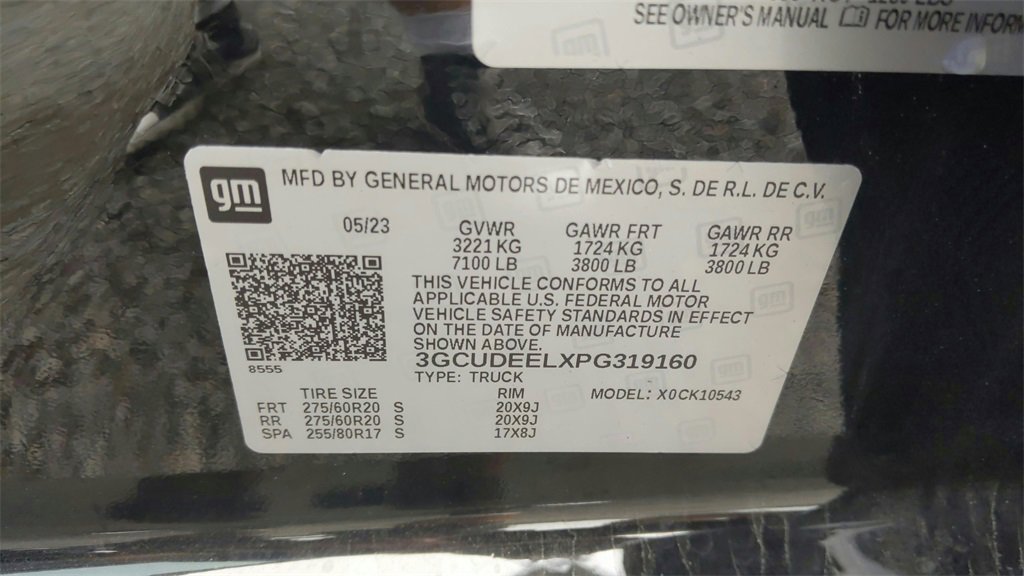 SEE OWNER'S MANUAL FOR MORE INFORM
gm MFD BY GENERAL MOTORS DE MEXICO, S. DE R.L. DE C.V.
05/23 GVWR GAWR FRT GAWR RR
3221 KG 1724 KG 1724 KG
7100 LB 3800 LB 3800 LB
THIS VEHICLE CONFORMS TO ALL
APPLICABLE U.S. FEDERAL MOTOR
VEHICLE SAFETY STANDARDS IN EFFECT
ON THE DATE OF MANUFACTURE
SHOWN ABOVE.
3GCUDEELXPG319160
8555
TYPE: TRUCK
TIRE SIZE RIM MODEL: X0CK10543
FRT 275/60R20 S 20X9J
RR 275/60R20 S 20X9J
SPA 255/80R17 S 17X8J